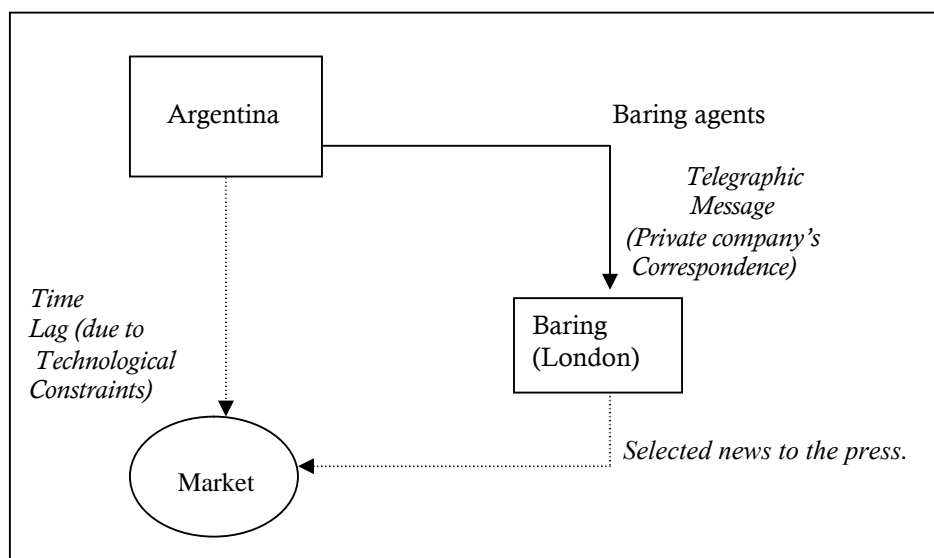 Argentina
Baring agents
Telegraphic
Message
(Private company’s
Correspondence)
Time
Lag (due to
Technological
Constraints)
Baring
(London)
Selected news to the press.
Market